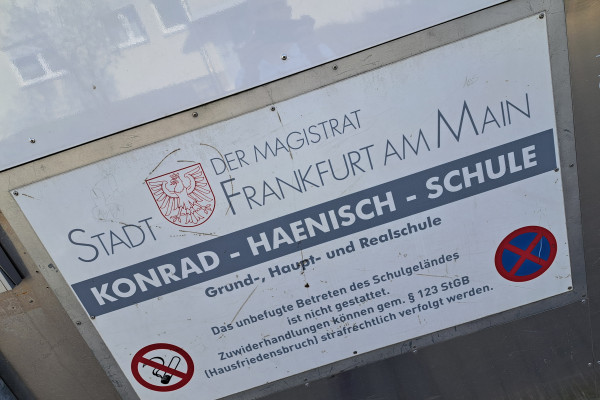 DER MAGISTRAT
STADT FRANKFURT AM MAIN
KONRAD - HAENISCH - SCHULE
Grund-, Haupt- und Realschule
Das unbefugte Betreten des Schulgeländes
ist nicht gestattet.
Zuwiderhandlungen können gem. § 123 StGB
(Hausfriedensbruch) strafrechtlich verfolgt werden.